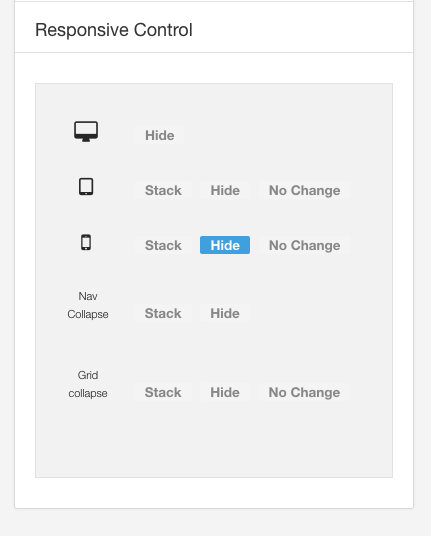 Responsive Control
Hide
Stack Hide No Change
Stack Hide No Change
Nav
Collapse Stack Hide
Grid
collapse Stack Hide No Change